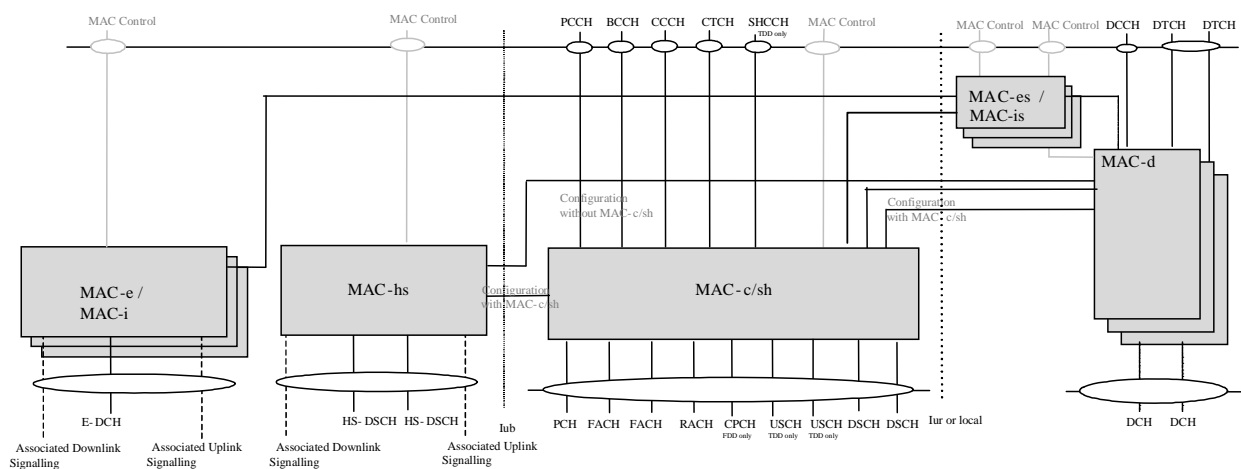 MAC Control
MAC Control
PCCH
BCCH
CCCH
CTCH
SHCCH
TDD only
MAC Control
MAC Control
MAC Control
DCCH
DTCH
DTCH
MAC-es /
MAC-is
MAC-d
Configuration
without MAC-c/sh
Configuration
with MAC-c/sh
MAC-e /
MAC-i
MAC-hs
Configuration
with MAC-c/sh
MAC-c/sh
E-DCH
HS-DSCH
HS-DSCH
Iub
PCH
FACH
FACH
RACH
CPCH
FDD only
USCH
TDD only
USCH
TDD only
DSCH
DSCH
Iur or local
DCH
DCH
Associated Downlink
Signalling
Associated Uplink
Signalling
Associated Downlink
Signalling
Associated Uplink
Signalling